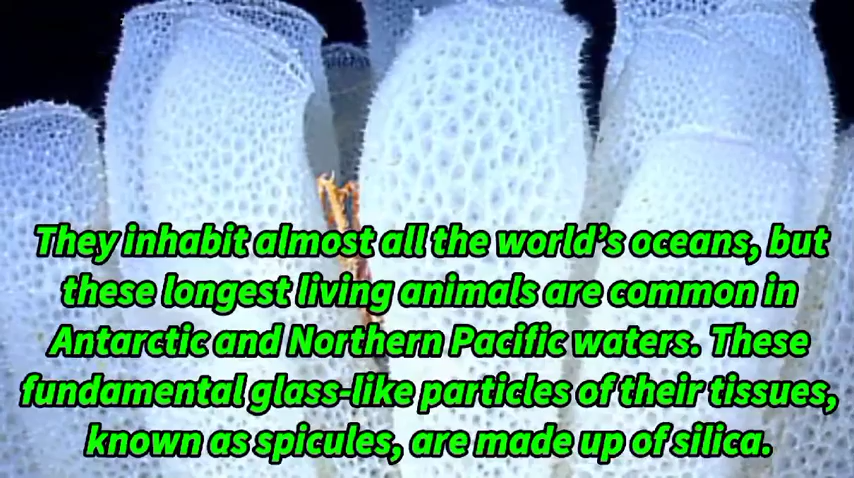 They inhabit almost all the world’s oceans, but
these longest living animals are common in
Antarctic and Northern Pacific waters. These
fundamental glass-like particles of their tissues,
known as spicules, are made up of silica.